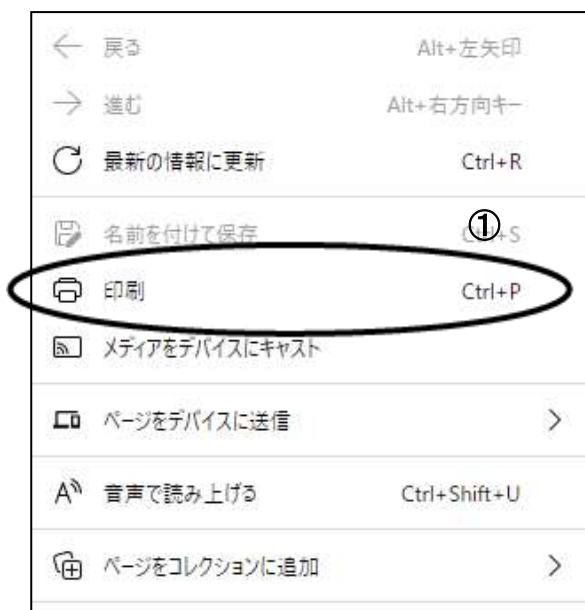 戻る Alt+左矢印
進む Alt+右方向キー
最新の情報に更新 Ctrl+R
①
名前を付けて保存 Ctrl+S
印刷 Ctrl+P
メディアをデバイスにキャスト
ページをデバイスに送信
音声で読み上げる Ctrl+Shift+U
ページをコレクションに追加